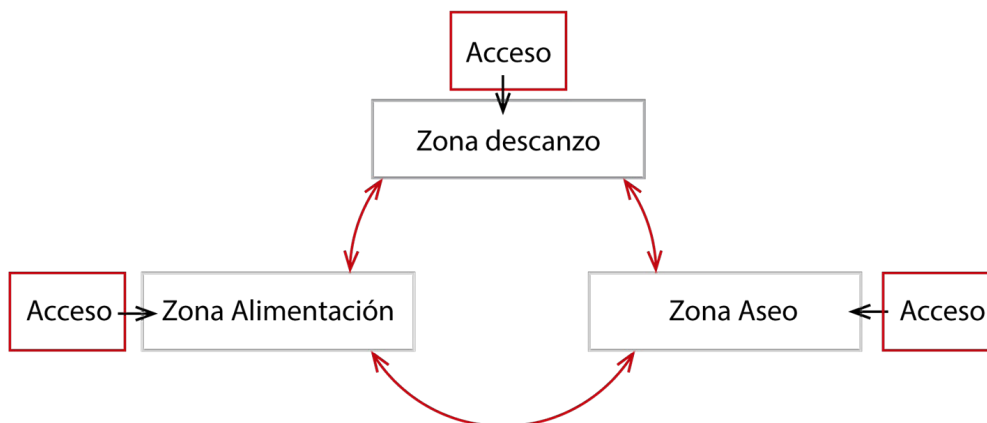 Acceso
Zona descanzo
Acceso
Zona Alimentación
Zona Aseo
Acceso